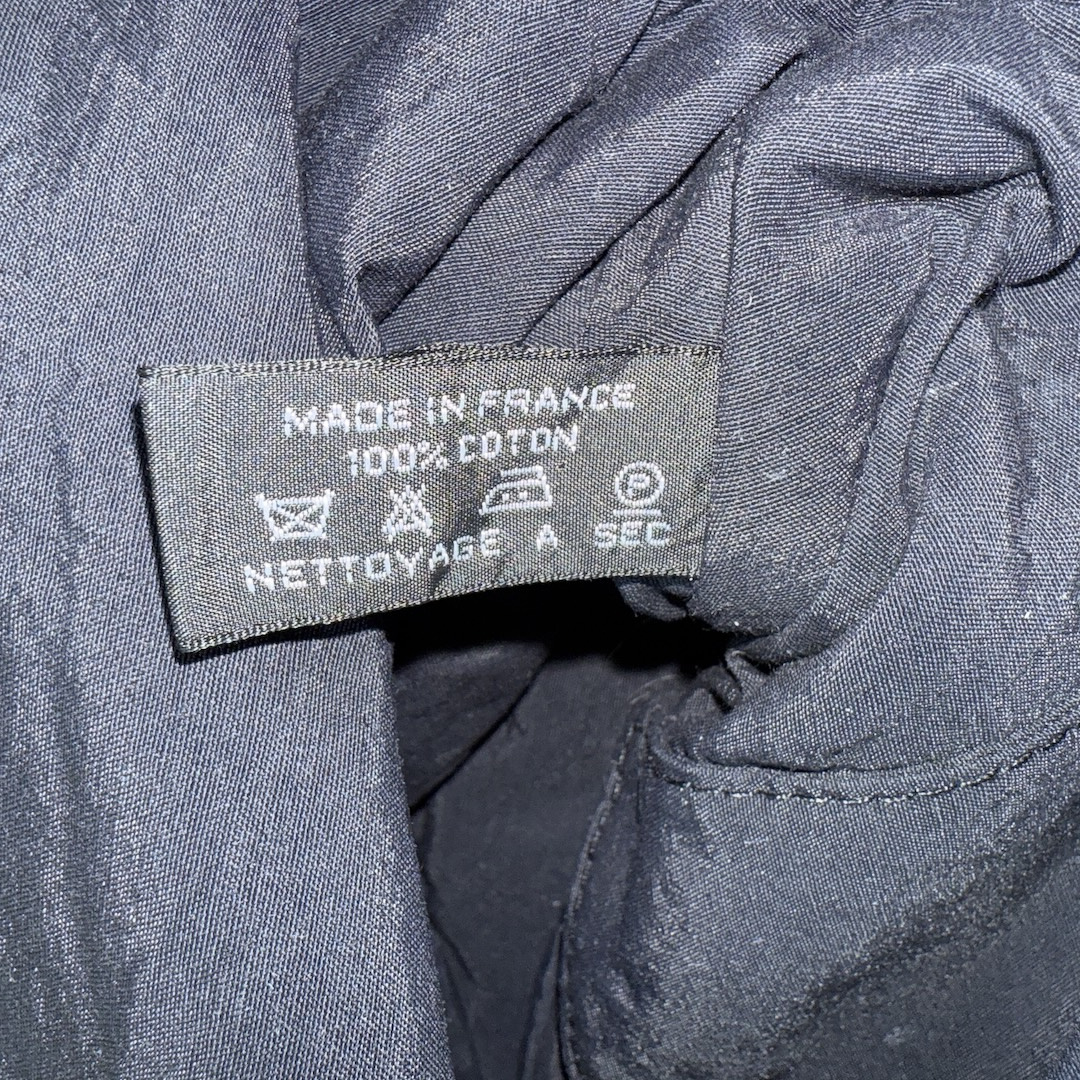 MADE IN FRANCE
100% COTON
P
NETTOYAGE A SEC